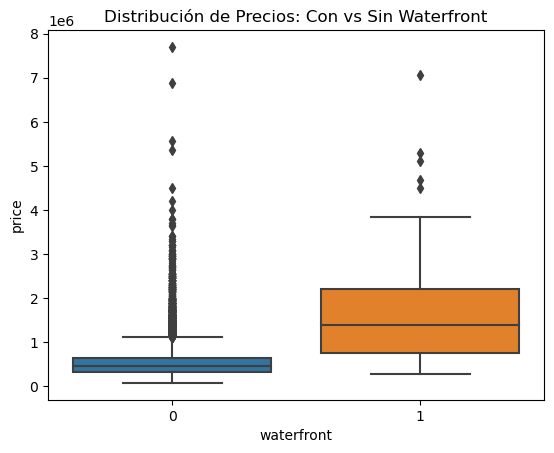 Distribución de Precios: Con vs Sin Waterfront
1e6
8
7
6
5
4
3
2
1
0
price
0 1
waterfront